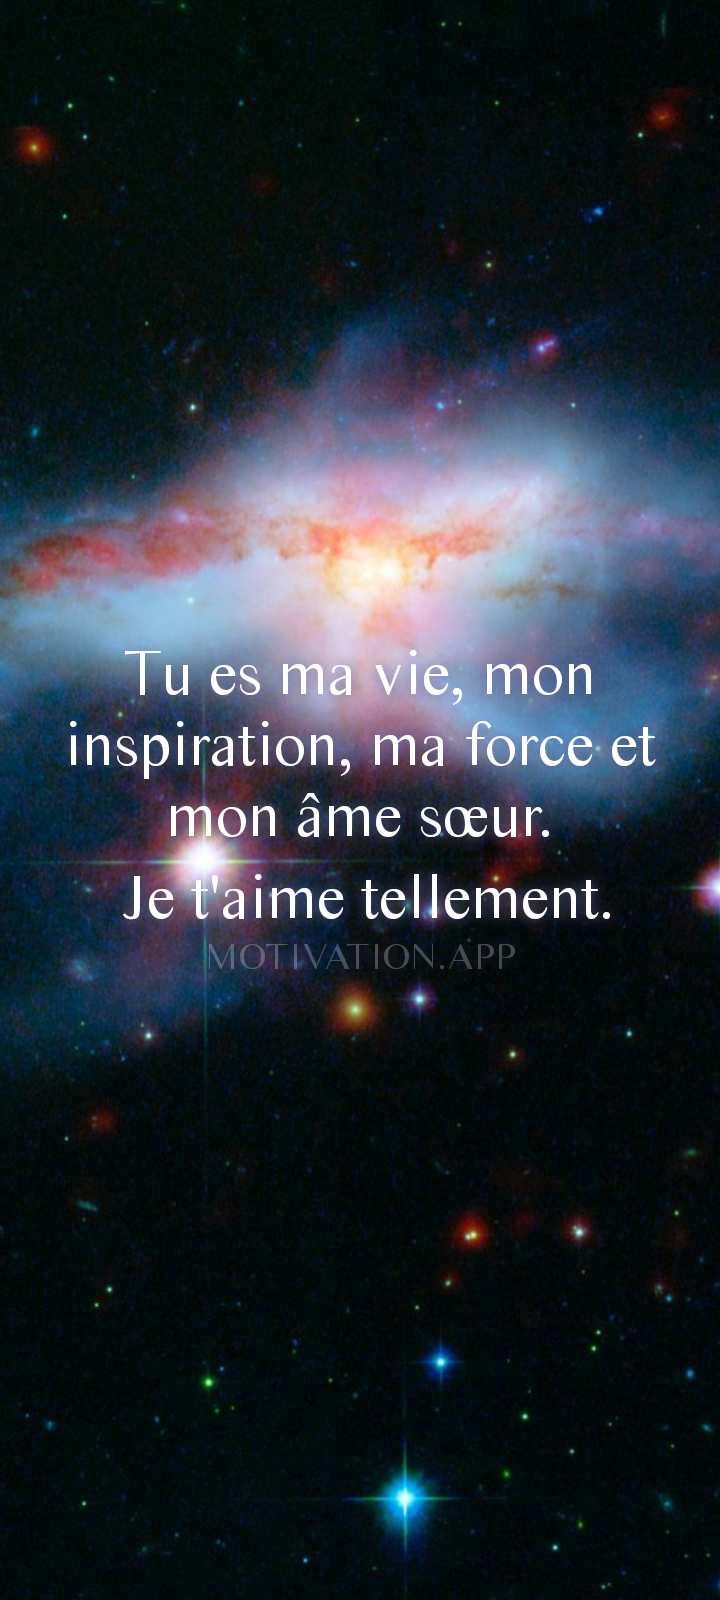 Tu es ma vie, mon
inspiration, ma force et
mon âme sœur.
Je t'aime tellement.
MOTIVATION.APP